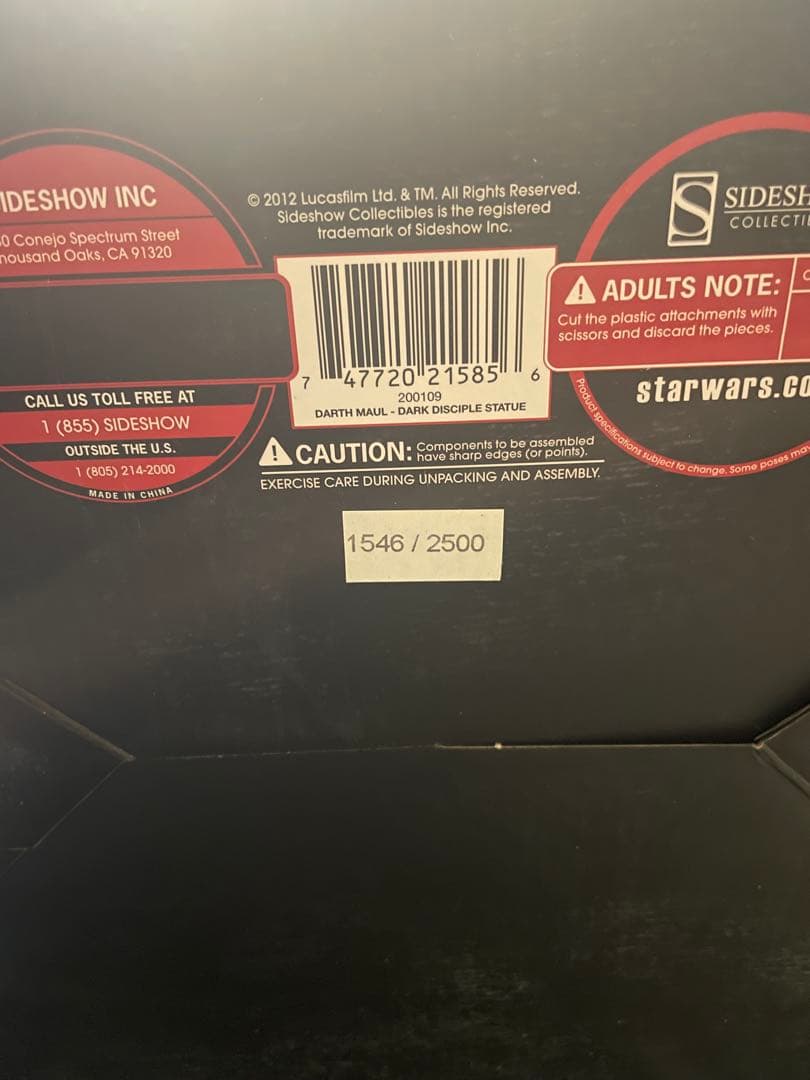 IDESHOW INC
0 Conejo Spectrum Street
housand Oaks, CA 91320
CALL US TOLL FREE AT
1 (855) SIDESHOW
OUTSIDE THE U.S.
1 (805) 214-2000
MADE IN CHINA
© 2012 Lucasfilm Ltd. & TM. All Rights Reserved.
Sideshow Collectibles is the registered
trademark of Sideshow Inc.
7 47720 21585 6
200109
DARTH MAUL - DARK DISCIPLE STATUE
CAUTION: Components to be assembled
have sharp edges (or points).
EXERCISE CARE DURING UNPACKING AND ASSEMBLY.
1546 / 2500
S SIDESH
COLLECTI
ADULTS NOTE:
Cut the plastic attachments with
scissors and discard the pieces.
starwars.co
Product specifications subject to change. Some poses ma